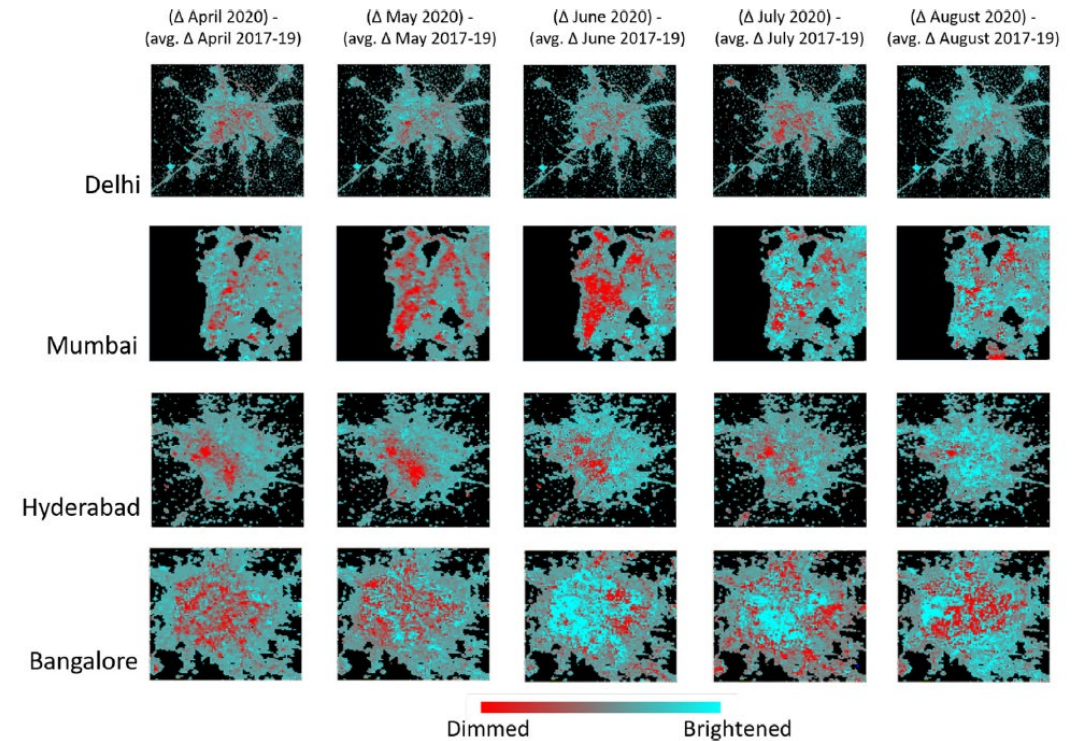 (Δ April 2020) - (Δ May 2020) - (Δ June 2020) - (Δ July 2020) - (Δ August 2020) -
(avg. Δ April 2017-19) (avg. Δ May 2017-19) (avg. Δ June 2017-19) (avg. Δ July 2017-19) (avg. Δ August 2017-19)
Delhi
Mumbai
Hyderabad
Bangalore
Dimmed Brightened